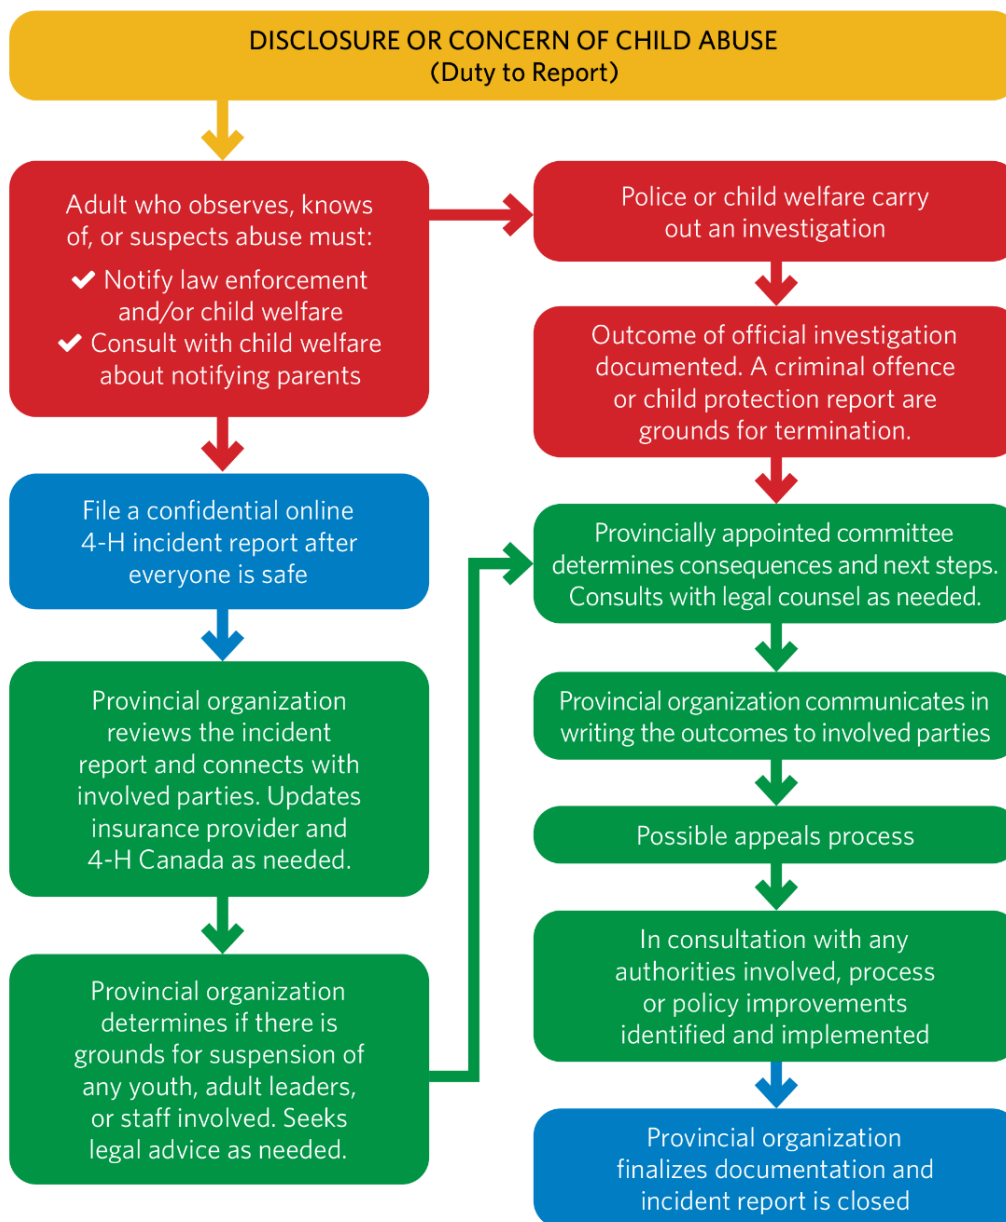 DISCLOSURE OR CONCERN OF CHILD ABUSE
(Duty to Report)
Adult who observes, knows
of, or suspects abuse must:
✔ Notify law enforcement
and/or child welfare
✔ Consult with child welfare
about notifying parents
File a confidential online
4-H incident report after
everyone is safe
Provincial organization
reviews the incident
report and connects with
involved parties. Updates
insurance provider and
4-H Canada as needed.
Provincial organization
determines if there is
grounds for suspension of
any youth, adult leaders,
or staff involved. Seeks
legal advice as needed.
Police or child welfare carry
out an investigation
Outcome of official investigation
documented. A criminal offence
or child protection report are
grounds for termination.
Provincially appointed committee
determines consequences and next steps.
Consults with legal counsel as needed.
Provincial organization communicates in
writing the outcomes to involved parties
Possible appeals process
In consultation with any
authorities involved, process
or policy improvements
identified and implemented
Provincial organization
finalizes documentation and
incident report is closed